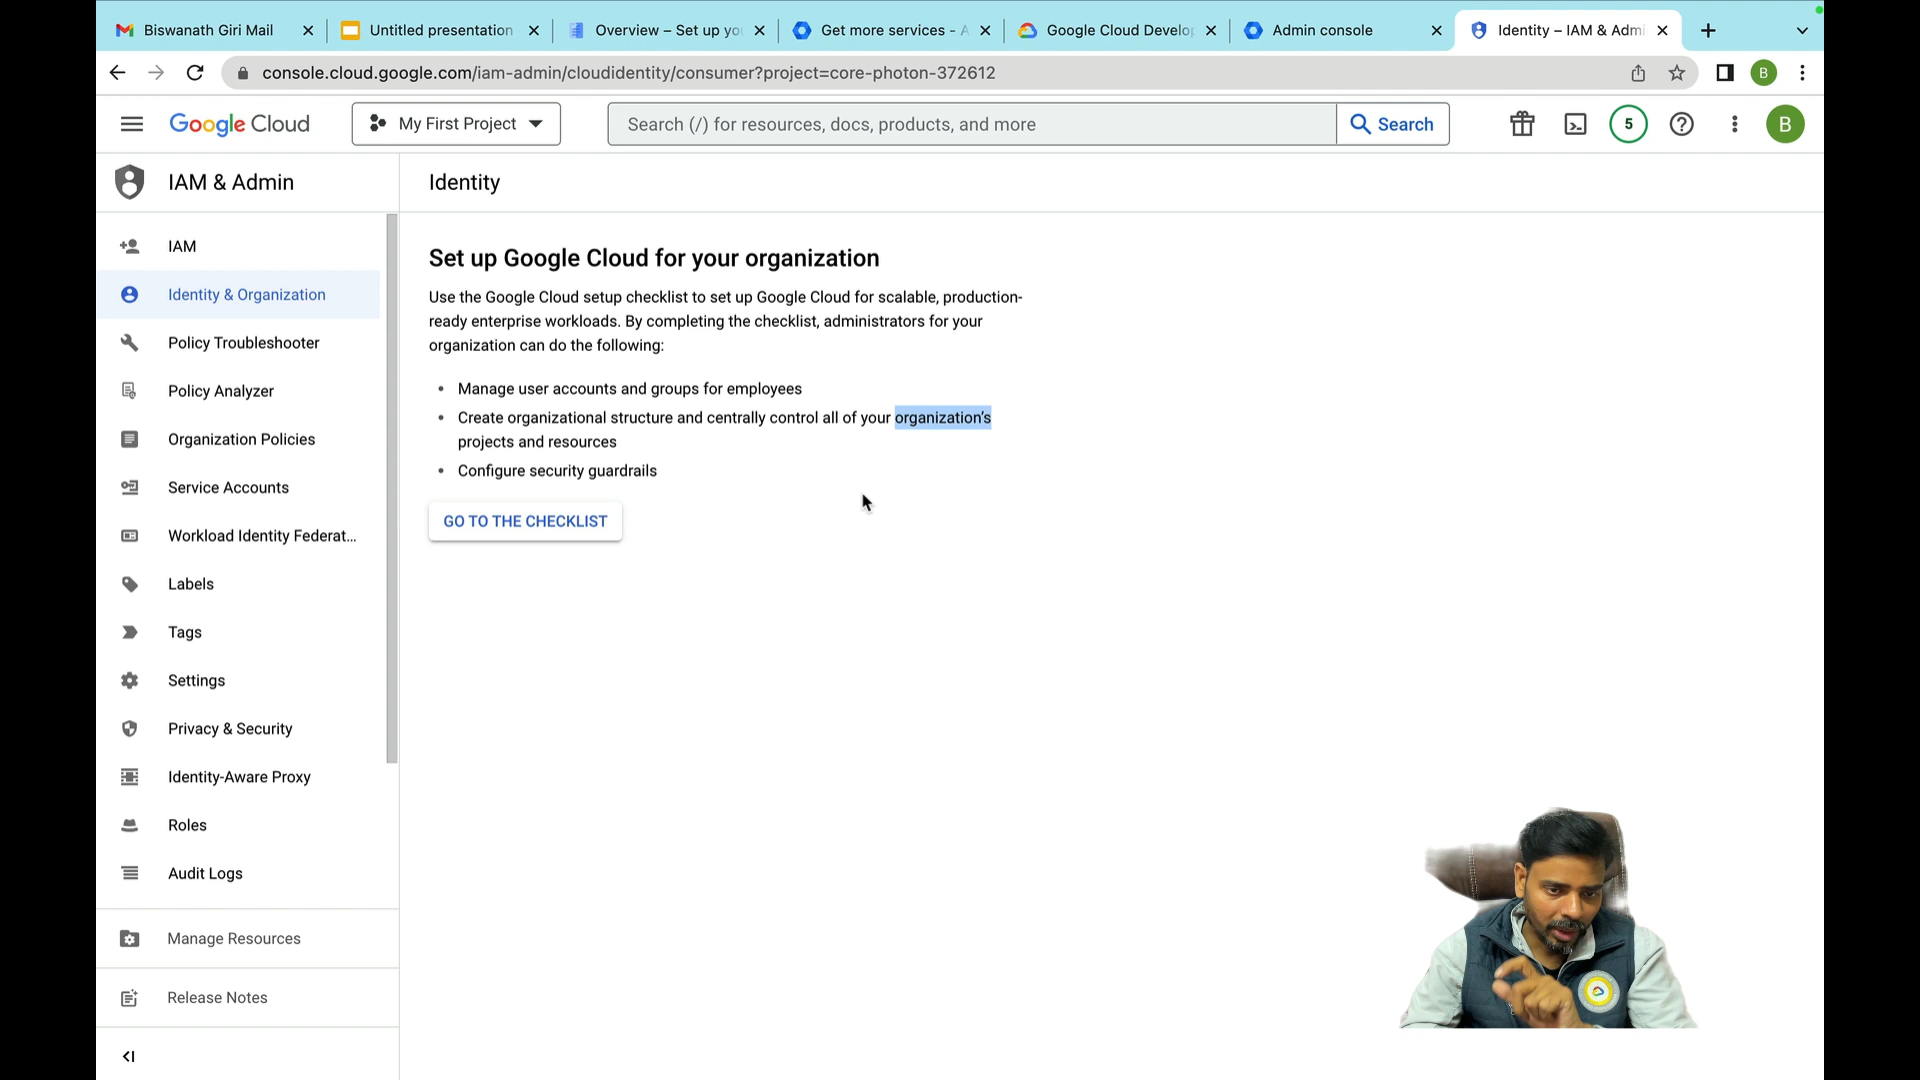 Biswanath Giri Mail
Untitled presentation
Overview – Set up yo
Get more services - A
Google Cloud Develop
Admin console
Identity – IAM & Admi
console.cloud.google.com/iam-admin/cloudidentity/consumer?project=core-photon-372612
B
Google Cloud
My First Project
Search (/) for resources, docs, products, and more
Search
5
B
IAM & Admin
Identity
IAM
Identity & Organization
Policy Troubleshooter
Policy Analyzer
Organization Policies
Service Accounts
Workload Identity Federat...
Labels
Tags
Settings
Privacy & Security
Identity-Aware Proxy
Roles
Audit Logs
Manage Resources
Release Notes
Set up Google Cloud for your organization
Use the Google Cloud setup checklist to set up Google Cloud for scalable, production-
ready enterprise workloads. By completing the checklist, administrators for your
organization can do the following:
• Manage user accounts and groups for employees
• Create organizational structure and centrally control all of your organization's
projects and resources
• Configure security guardrails
GO TO THE CHECKLIST